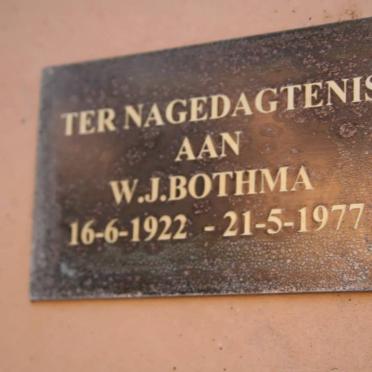 TER NAGEDAGTENIS
AAN
W.J.BOTHMA
16-6-1922 - 21-5-1977